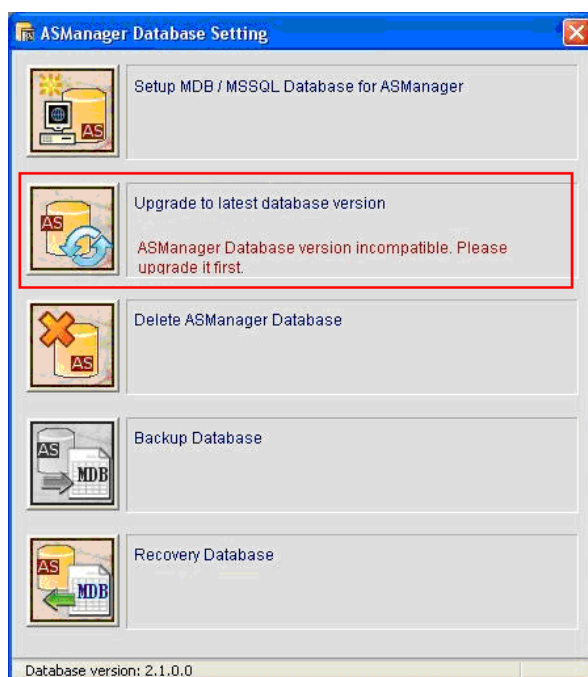 ASManager Database Setting
Setup MDB / MSSQL Database for ASManager
AS
Upgrade to latest database version
AS
ASManager Database version incompatible. Please
upgrade it first.
Delete ASManager Database
AS
Backup Database
AS
MDB
Recovery Database
AS
MDB
Database version: 2.1.0.0